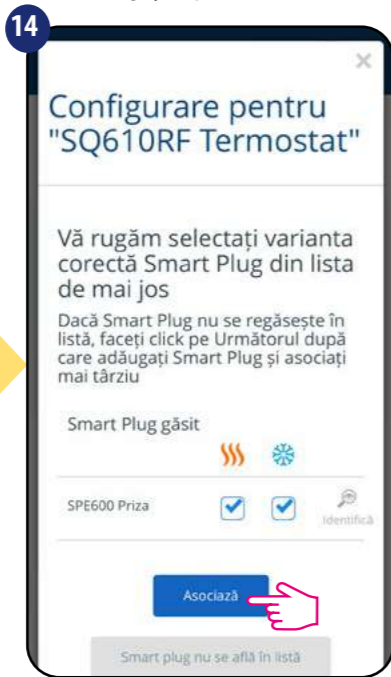 14
×
Configurare pentru
"SQ610RF Termostat"
Vă rugăm selectați varianta
corectă Smart Plug din lista
de mai jos
Dacă Smart Plug nu se regăsește în
listă, faceți click pe Următorul după
care adăugați Smart Plug și asociați
mai târziu
Smart Plug găsit
SPE600 Priza
Identifică
Asociază
Smart plug nu se află în listă